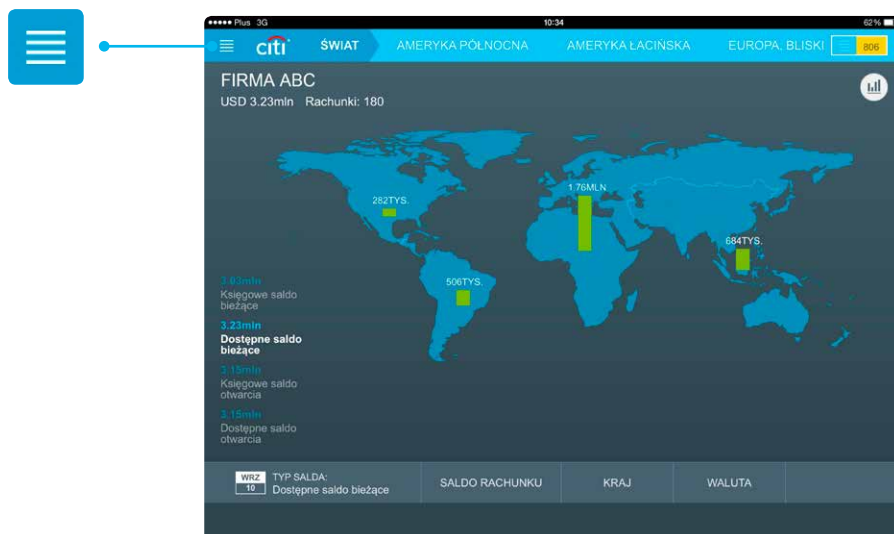 Plus 3G 10:34 62%
citi ŚWIAT AMERYKA PÓŁNOCNA AMERYKA ŁACIŃSKA EUROPA, BLISKI 806
FIRMA ABC
USD 3.23mln Rachunki: 180
1.76MLN
282TYS.
684TYS.
506TYS.
3.03mln
Księgowe saldo
bieżące
3.23mln
Dostępne saldo
bieżące
3.15mln
Księgowe saldo
otwarcia
3.15mln
Dostępne saldo
otwarcia
WRZ
10
TYP SALDA:
Dostępne saldo bieżące
SALDO RACHUNKU
KRAJ
WALUTA